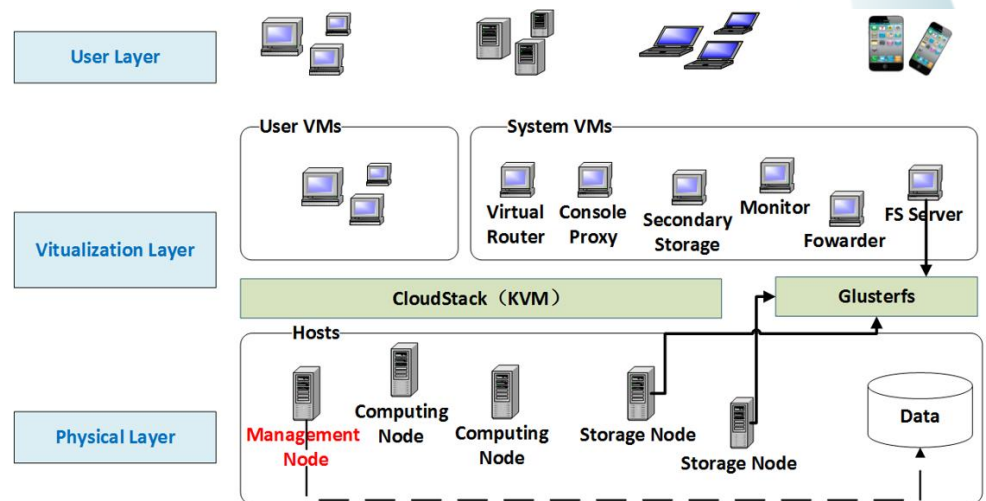 User Layer
User VMs
System VMs
Virtual
Router
Console
Proxy
Secondary
Storage
Monitor
Fowarder
FS Server
Vitualization Layer
CloudStack（KVM）
Glusterfs
Hosts
Management
Node
Computing
Node
Computing
Node
Storage Node
Storage Node
Data
Physical Layer